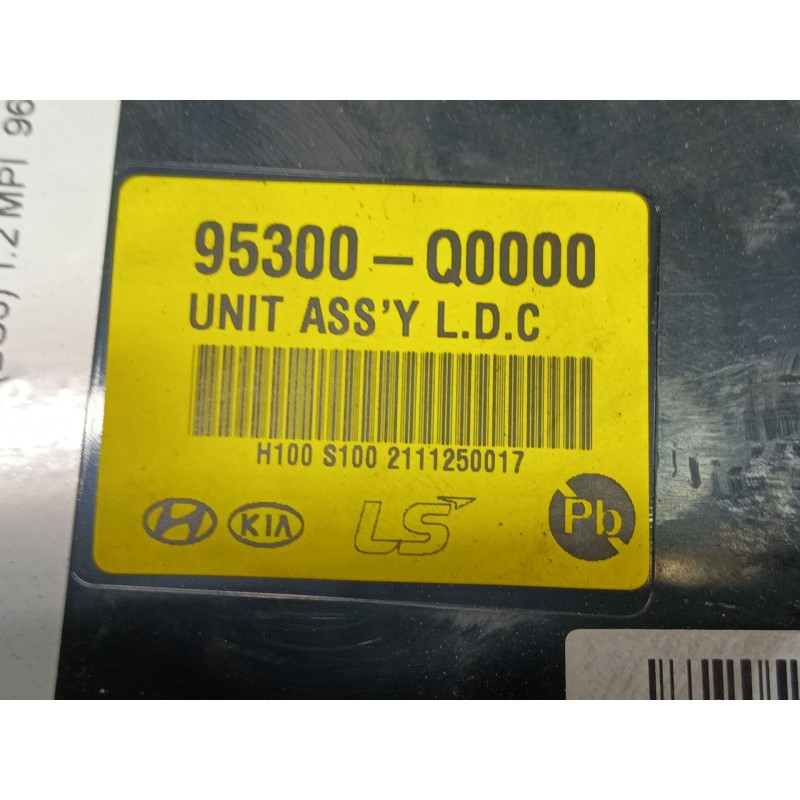 95300-Q0000
UNIT ASS'Y L.D.C
H100 S100 2111250017
KIA LS Pb
1.2 MPI 96